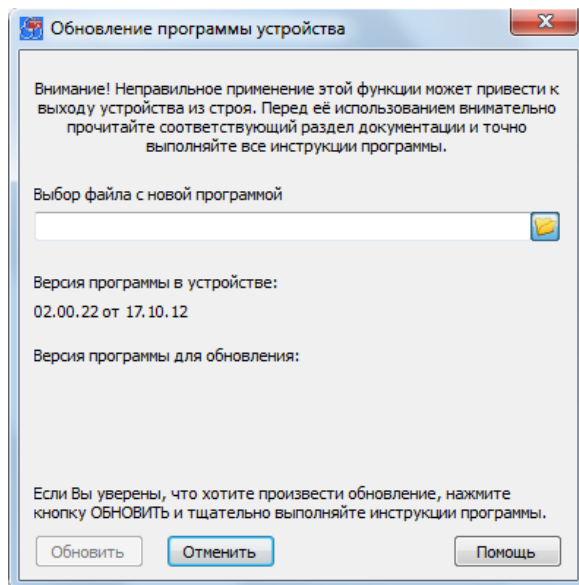 Обновление программы устройства
Внимание! Неправильное применение этой функции может привести к
выходу устройства из строя. Перед её использованием внимательно
прочитайте соответствующий раздел документации и точно
выполняйте все инструкции программы.
Выбор файла с новой программой
Версия программы в устройстве:
02.00.22 от 17.10.12
Версия программы для обновления:
Если Вы уверены, что хотите произвести обновление, нажмите
кнопку ОБНОВИТЬ и тщательно выполняйте инструкции программы.
Обновить Отменить Помощь